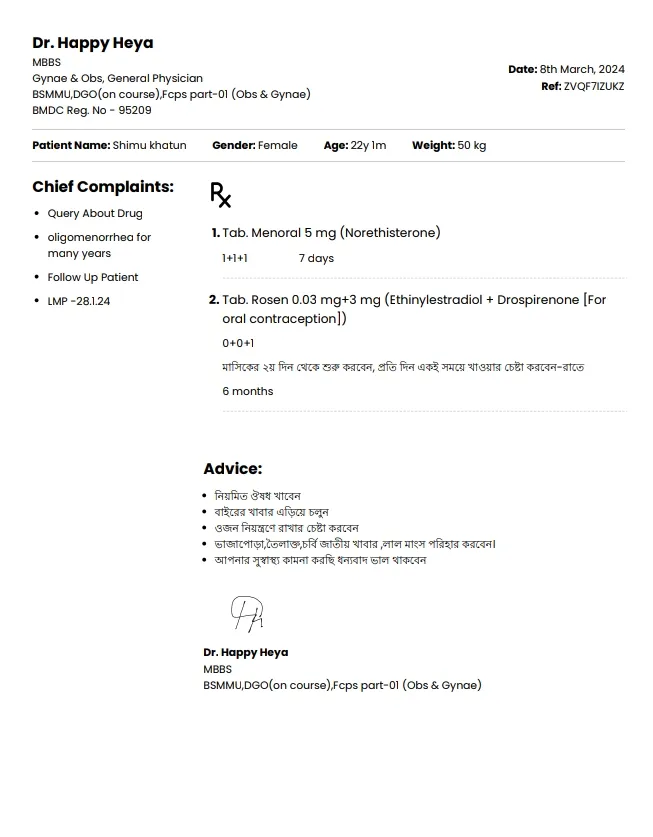 Dr. Happy Heya
MBBS
Gynae & Obs, General Physician
BSMMU,DGO(on course),Fcps part-01 (Obs & Gynae)
BMDC Reg. No - 95209
Date: 8th March, 2024
Ref: ZVQF7IZUKZ
Patient Name: Shimu khatun Gender: Female Age: 22y 1m Weight: 50 kg
Chief Complaints:
• Query About Drug
• oligomenorrhea for
many years
• Follow Up Patient
• LMP -28.1.24
Rx
1. Tab. Menoral 5 mg (Norethisterone)
1+1+1 7 days
2. Tab. Rosen 0.03 mg+3 mg (Ethinylestradiol + Drospirenone [For
oral contraception])
0+0+1
মাসিকের ২য় দিন থেকে শুরু করবেন, প্রতি দিন একই সময়ে খাওয়ার চেষ্টা করবেন-রাতে
6 months
Advice:
• নিয়মিত ঔষধ খাবেন
• বাইরের খাবার এড়িয়ে চলুন
• ওজন নিয়ন্ত্রণে রাখার চেষ্টা করবেন
• ভাজাপোড়া,তৈলাক্ত,চর্বি জাতীয় খাবার ,লাল মাংস পরিহার করবেন।
• আপনার সুস্বাস্থ্য কামনা করছি ধন্যবাদ ভাল থাকবেন
Dr. Happy Heya
MBBS
BSMMU,DGO(on course),Fcps part-01 (Obs & Gynae)